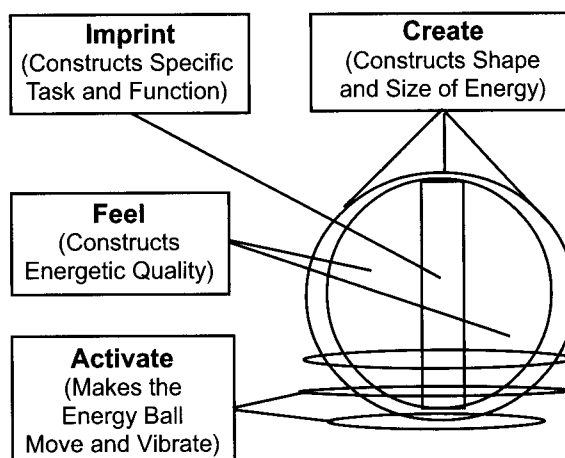 Imprint
(Constructs Specific
Task and Function)
Create
(Constructs Shape
and Size of Energy)
Feel
(Constructs
Energetic Quality)
Activate
(Makes the
Energy Ball
Move and Vibrate)